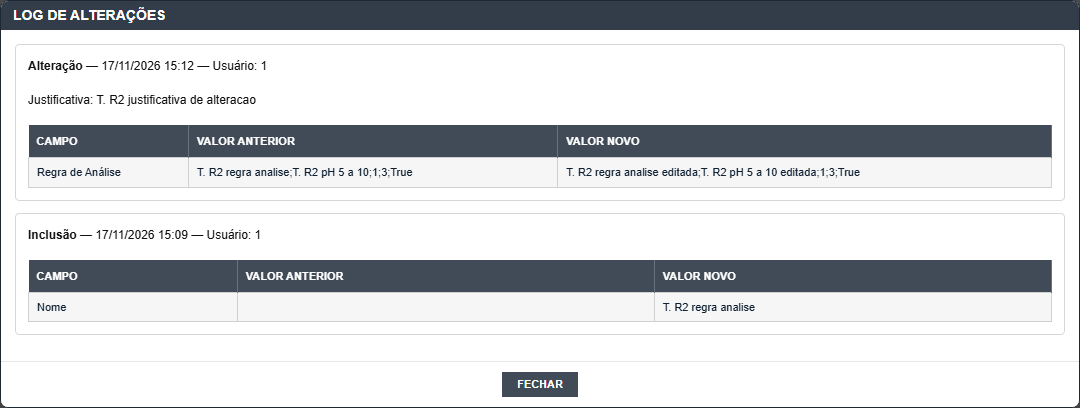 LOG DE ALTERAÇÕES
Alteração — 17/11/2026 15:12 — Usuário: 1
Justificativa: T. R2 justificativa de alteracao
CAMPO VALOR ANTERIOR VALOR NOVO
Regra de Análise T. R2 regra analise;T. R2 pH 5 a 10;1;3;True T. R2 regra analise editada;T. R2 pH 5 a 10 editada;1;3;True
Inclusão — 17/11/2026 15:09 — Usuário: 1
CAMPO VALOR ANTERIOR VALOR NOVO
Nome T. R2 regra analise
FECHAR